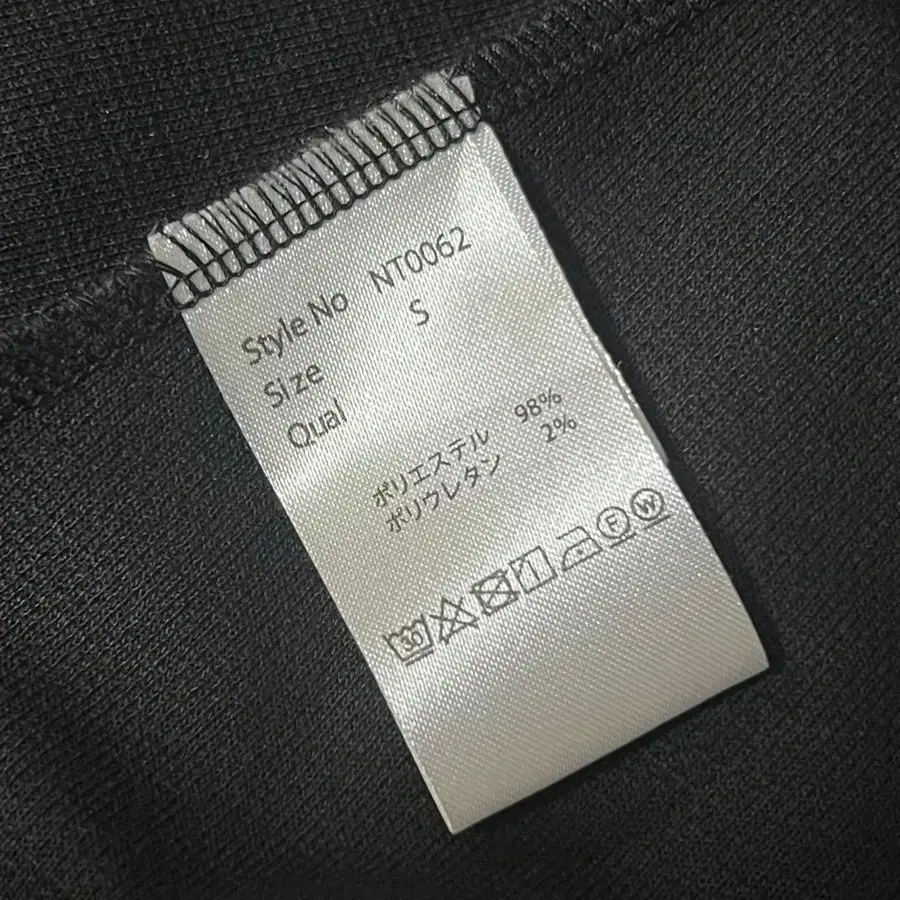 Style No NT0062
Size S
Qual
ポリエステル 98%
ポリウレタン 2%
30 F W